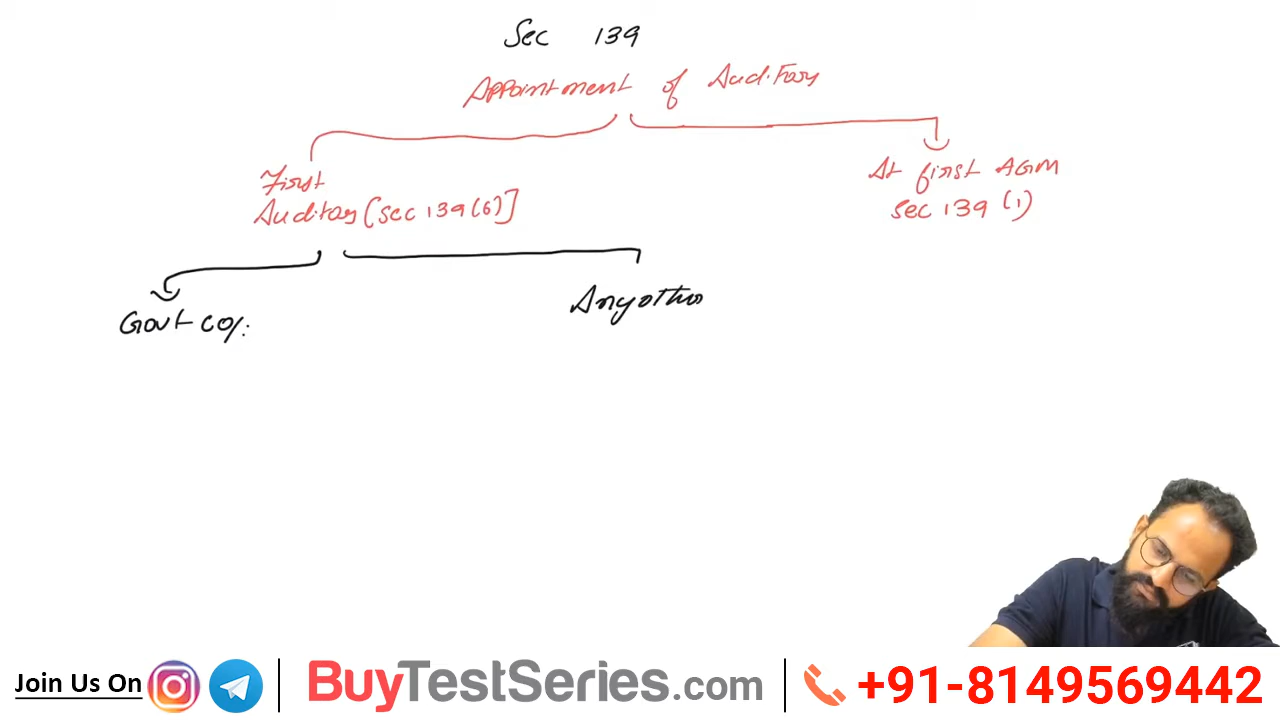 Sec 139
Appointment of Auditors
First
Auditors [Sec 139(6)]
At first AGM
Sec 139 (1)
Govt co/:
Any other
Join Us On
BuyTestSeries.com
+91-8149569442